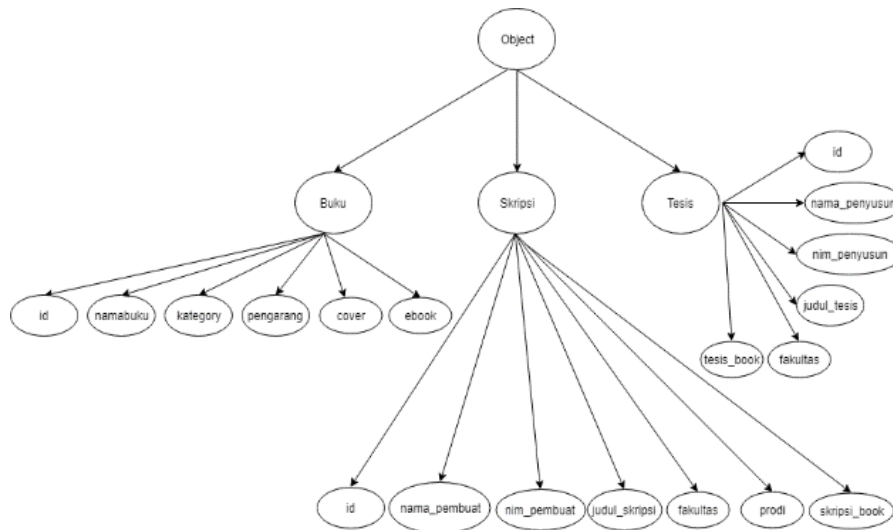 Object
Buku
Skripsi
Tesis
id
nama_penyusun
nim_penyusun
judul_tesis
tesis_book
fakultas
id
namabuku
kategory
pengarang
cover
ebook
id
nama_pembuat
nim_pembuat
judul_skripsi
fakultas
prodi
skripsi_book